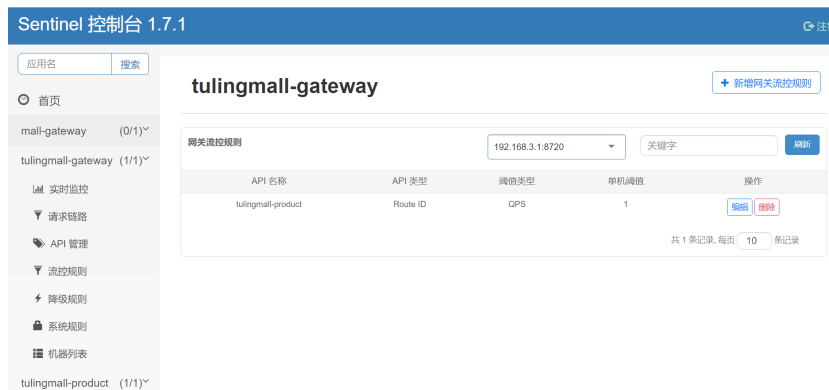 Sentinel 控制台 1.7.1
注
应用名 搜索
首页
mall-gateway (0/1)
tulingmall-gateway (1/1)
实时监控
请求链路
API 管理
流控规则
降级规则
系统规则
机器列表
tulingmall-product (1/1)
tulingmall-gateway
+ 新增网关流控规则
网关流控规则 192.168.3.1:8720 关键字 刷新
API 名称 API 类型 阈值类型 单机阈值 操作
tulingmall-product Route ID QPS 1 编辑 删除
共 1 条记录, 每页 10 条记录